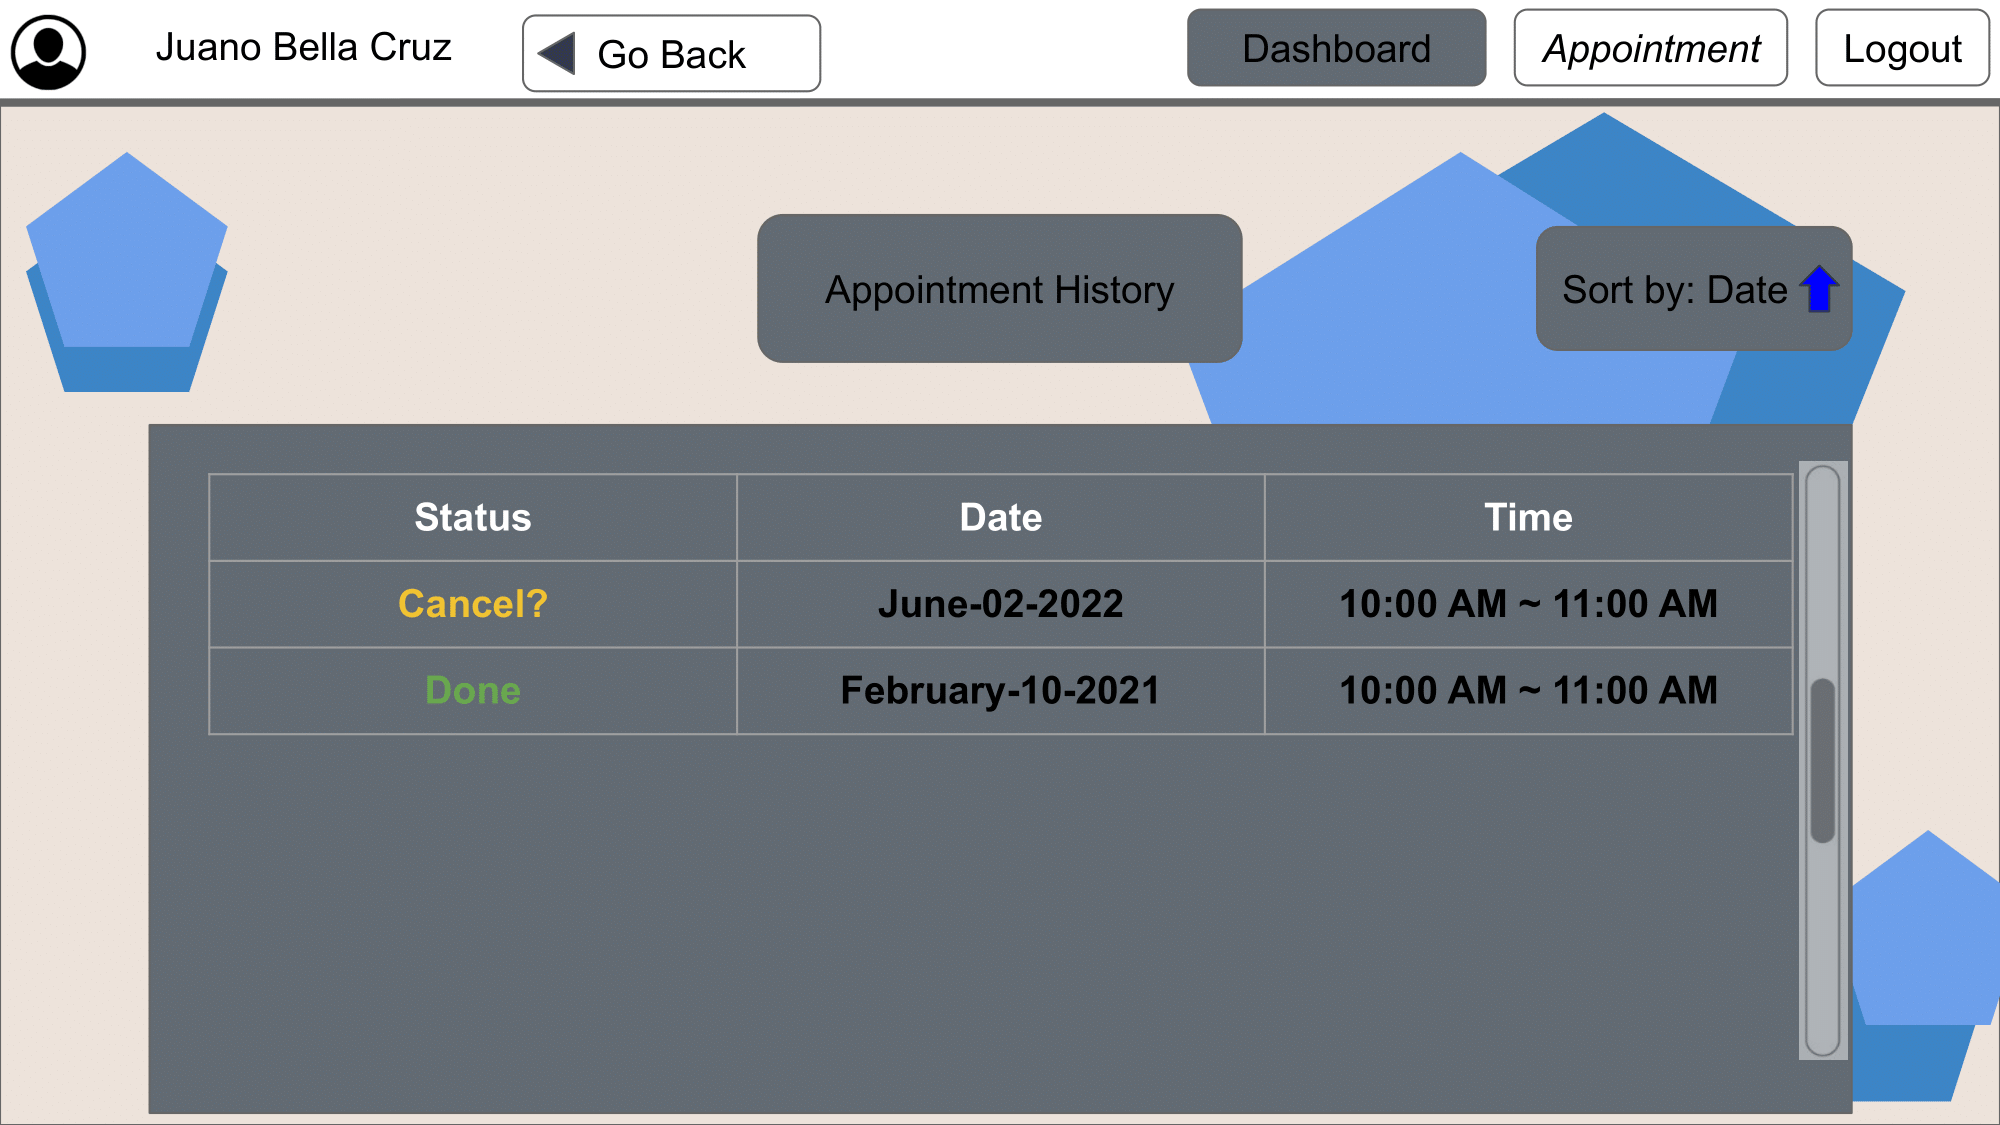 Juano Bella Cruz
Go Back
Dashboard
Appointment
Logout
Appointment History
Sort by: Date
Status Date Time
Cancel? June-02-2022 10:00 AM ~ 11:00 AM
Done February-10-2021 10:00 AM ~ 11:00 AM